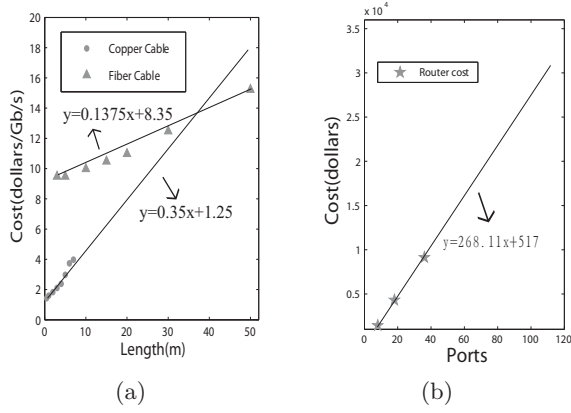 20
18
16
14
12
10
8
6
4
2
0
Cost(dollars/Gb/s)
Copper Cable
Fiber Cable
y=0.1375x+8.35
y=0.35x+1.25
0 10 20 30 40 50
Length(m)
(a)
x 10⁴
3.5
3
2.5
2
1.5
1
0.5
Cost(dollars)
Router cost
y=268.11x+517
0 20 40 60 80 100 120
Ports
(b)